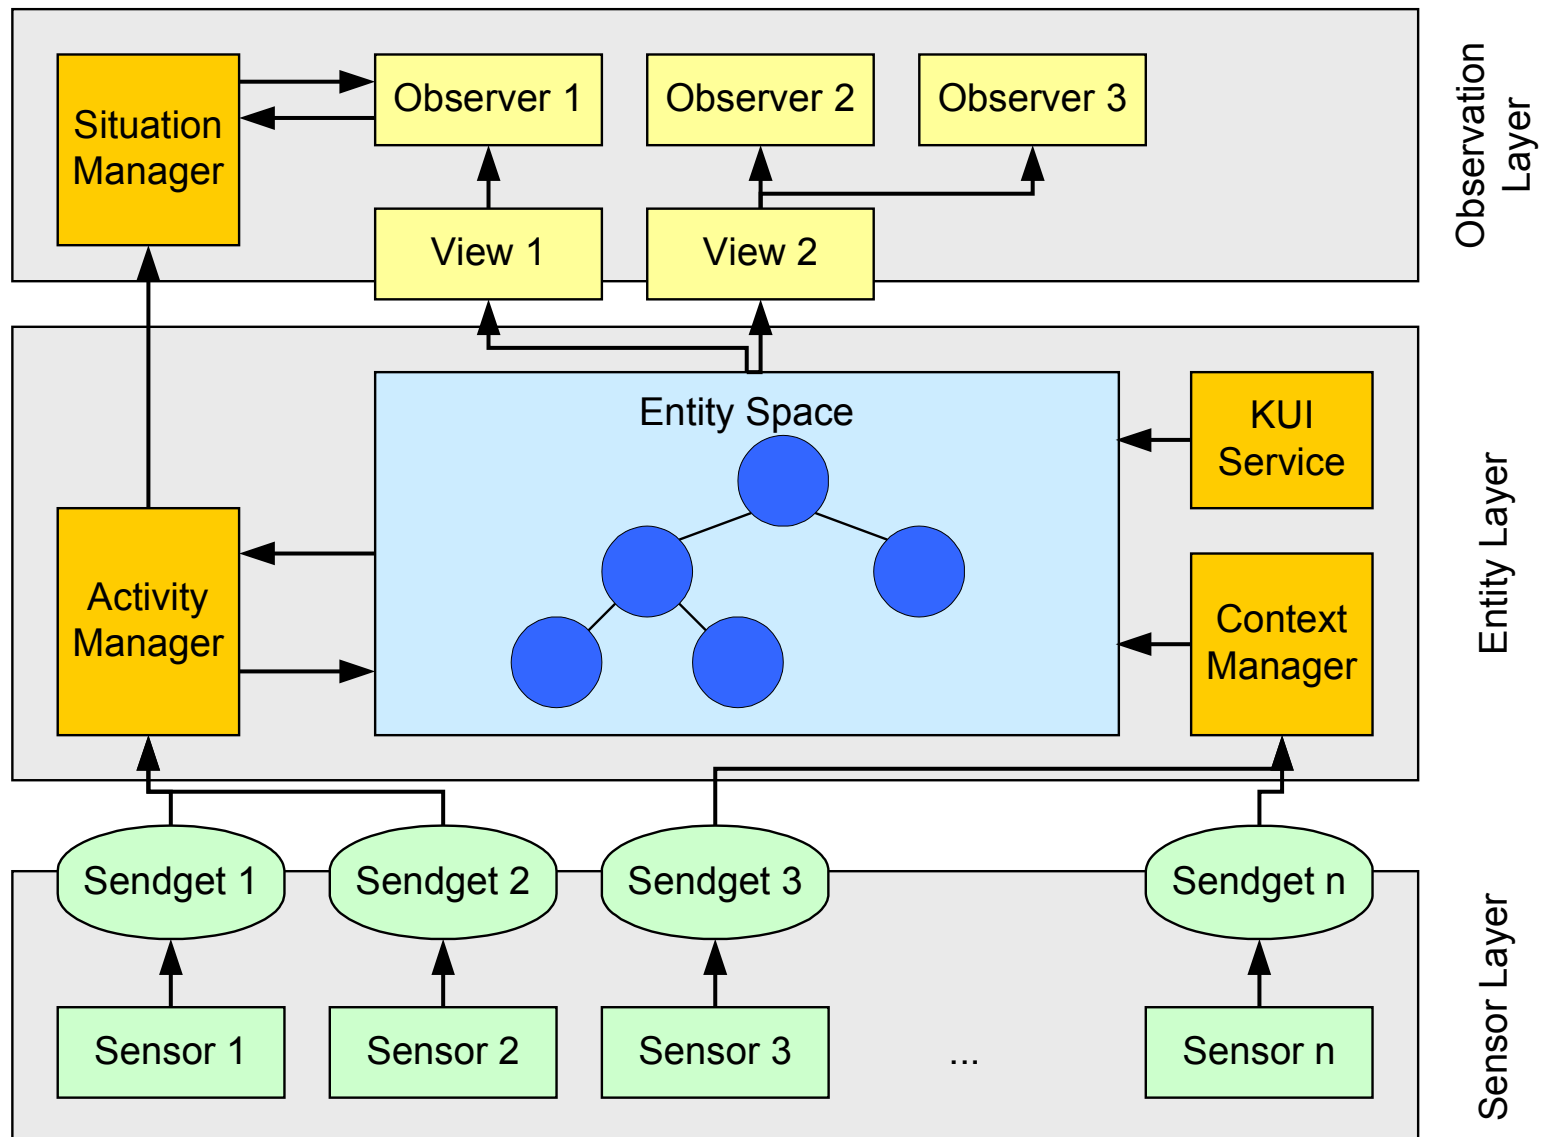 Observation
Layer
Situation
Manager
Observer 1
Observer 2
Observer 3
View 1
View 2
Entity Layer
Entity Space
KUI
Service
Activity
Manager
Context
Manager
Sensor Layer
Sendget 1
Sendget 2
Sendget 3
Sendget n
Sensor 1
Sensor 2
Sensor 3
...
Sensor n